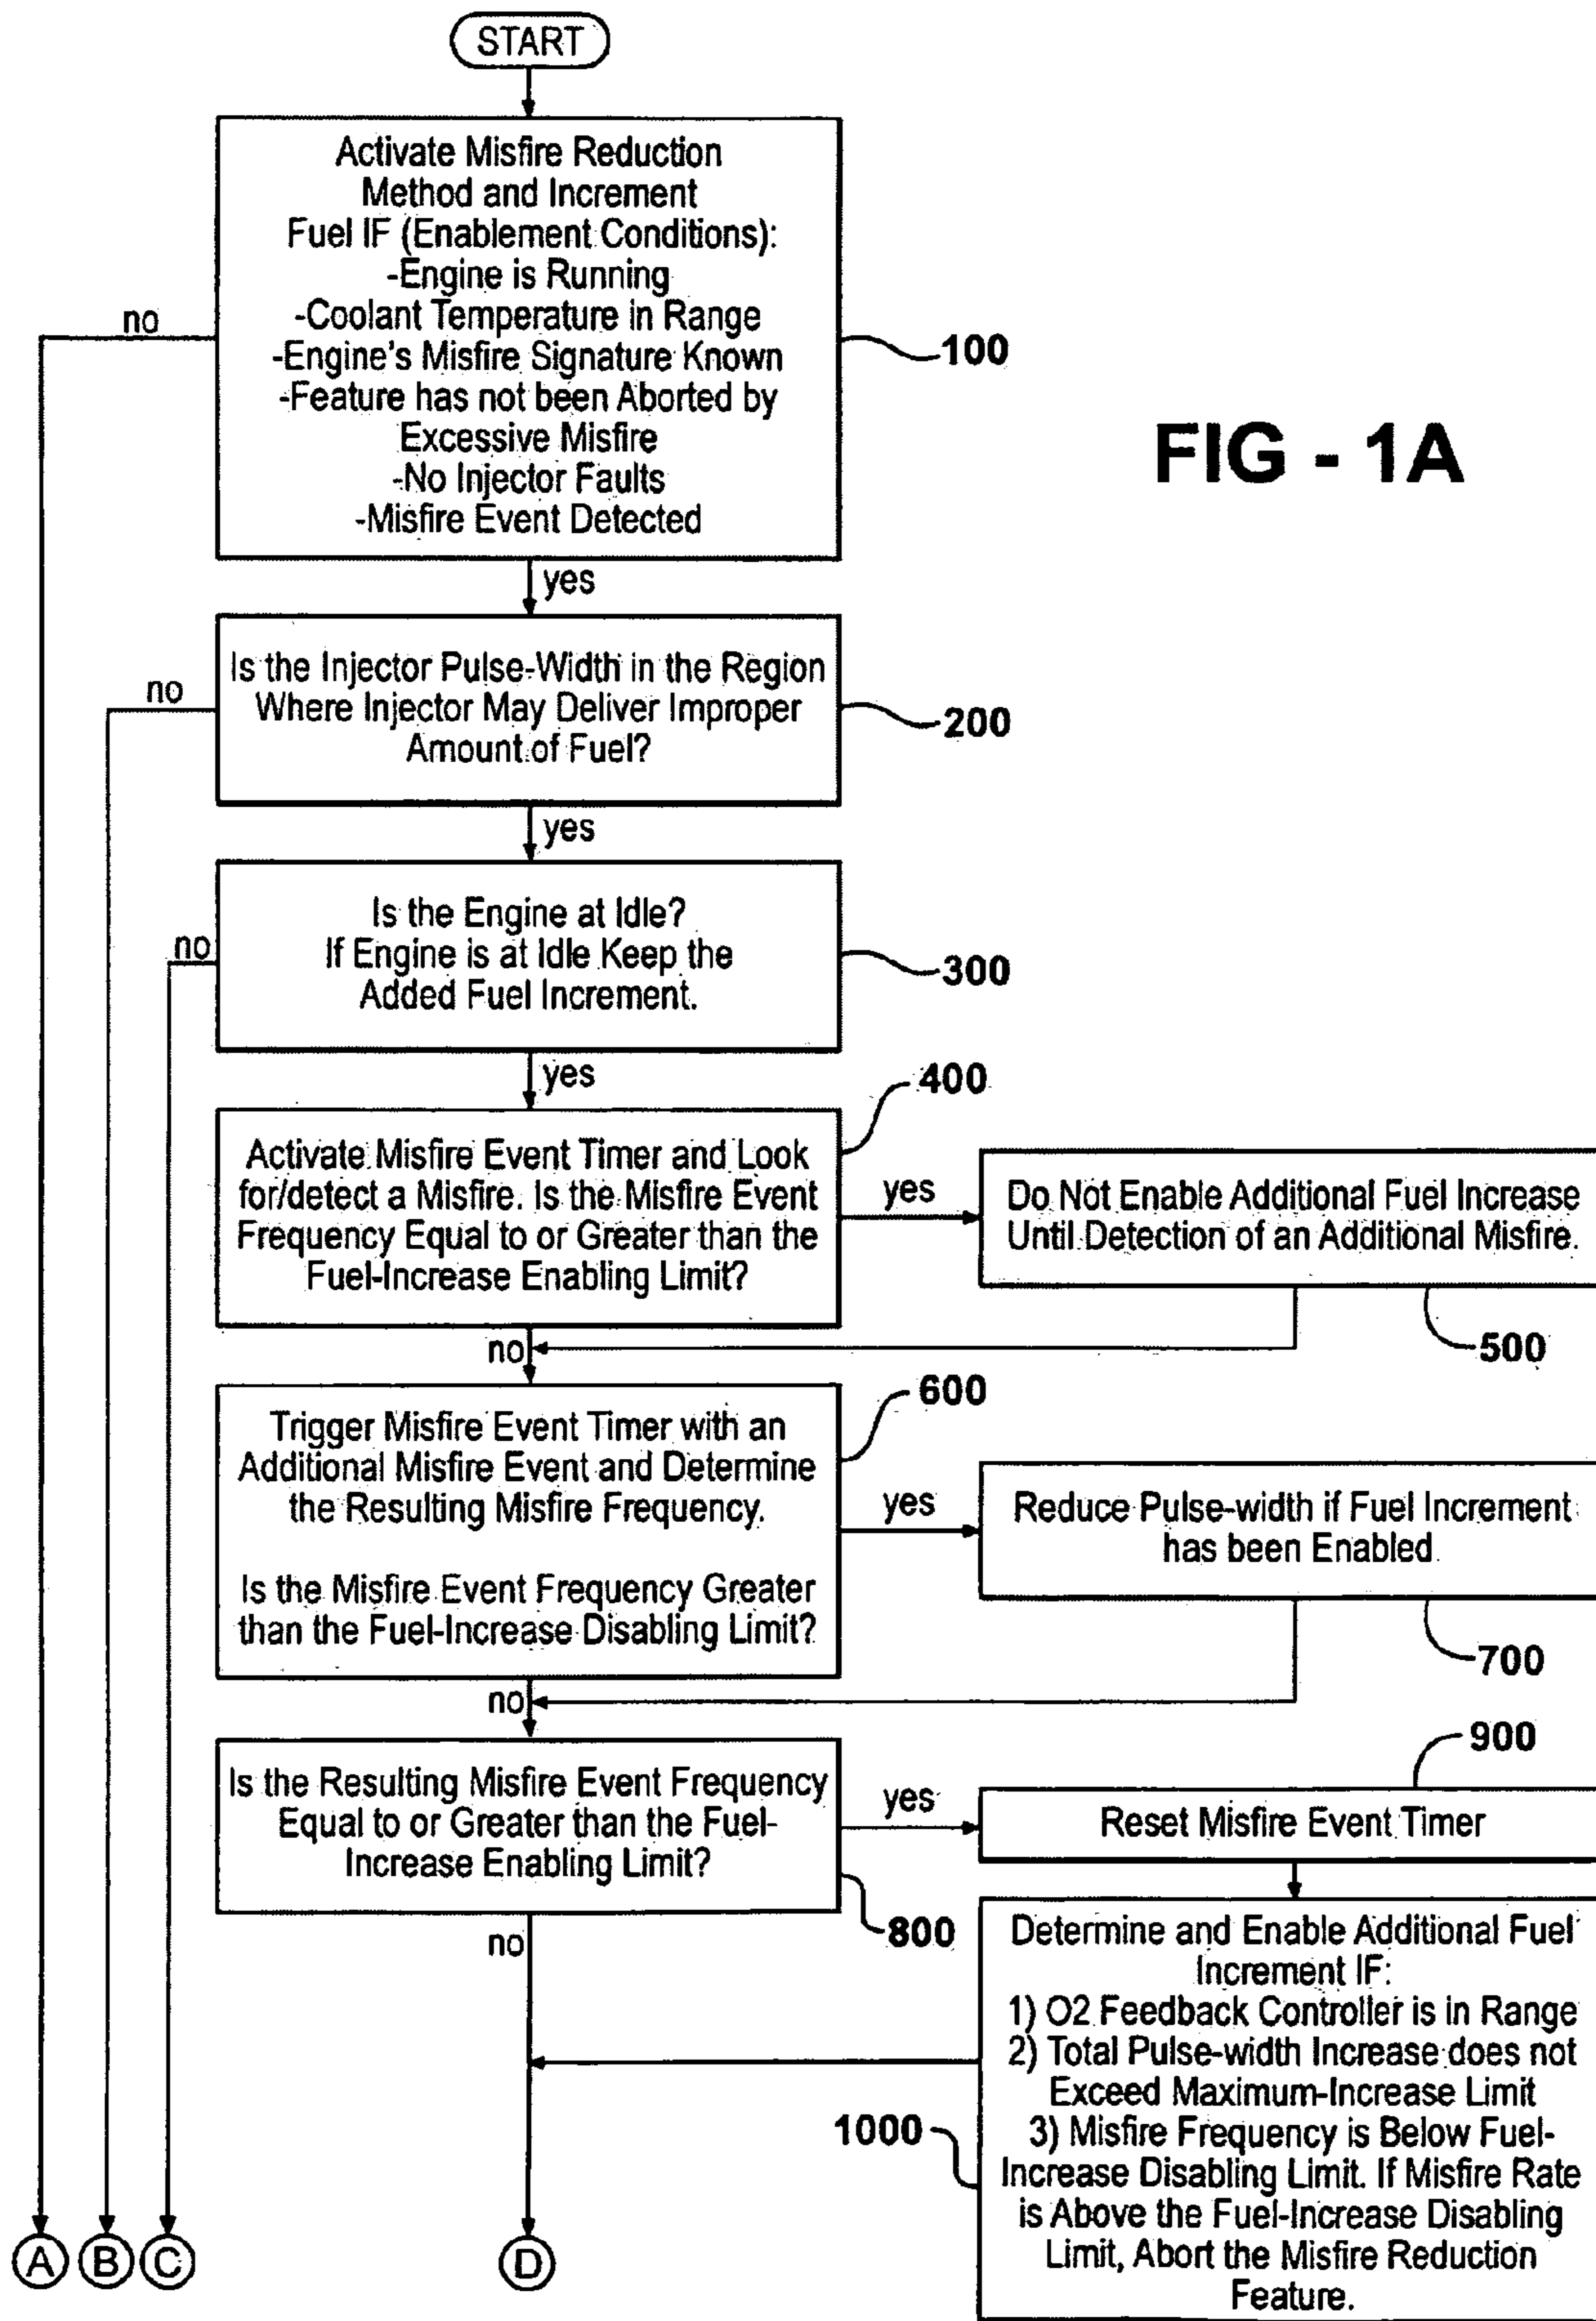 START
Activate Misfire Reduction
Method and Increment
Fuel IF (Enablement Conditions):
-Engine is Running
-Coolant Temperature in Range
-Engine's Misfire Signature Known
-Feature has not been Aborted by
Excessive Misfire
-No Injector Faults
-Misfire Event Detected
no
100
FIG - 1A
yes
Is the Injector Pulse-Width in the Region
Where Injector May Deliver Improper
Amount of Fuel?
no
200
yes
Is the Engine at Idle?
If Engine is at Idle Keep the
Added Fuel Increment.
no
300
yes
400
Activate Misfire Event Timer and Look
for/detect a Misfire. Is the Misfire Event
Frequency Equal to or Greater than the
Fuel-Increase Enabling Limit?
yes
Do Not Enable Additional Fuel Increase
Until Detection of an Additional Misfire.
500
no
600
Trigger Misfire Event Timer with an
Additional Misfire Event and Determine
the Resulting Misfire Frequency.
Is the Misfire Event Frequency Greater
than the Fuel-Increase Disabling Limit?
yes
Reduce Pulse-width if Fuel Increment
has been Enabled.
700
no
900
Is the Resulting Misfire Event Frequency
Equal to or Greater than the Fuel-
Increase Enabling Limit?
yes
Reset Misfire Event Timer
800
no
Determine and Enable Additional Fuel
Increment IF:
1) O2 Feedback Controller is in Range
2) Total Pulse-width Increase does not
Exceed Maximum-Increase Limit
3) Misfire Frequency is Below Fuel-
Increase Disabling Limit. If Misfire Rate
is Above the Fuel-Increase Disabling
Limit, Abort the Misfire Reduction
Feature.
1000
A
B
C
D